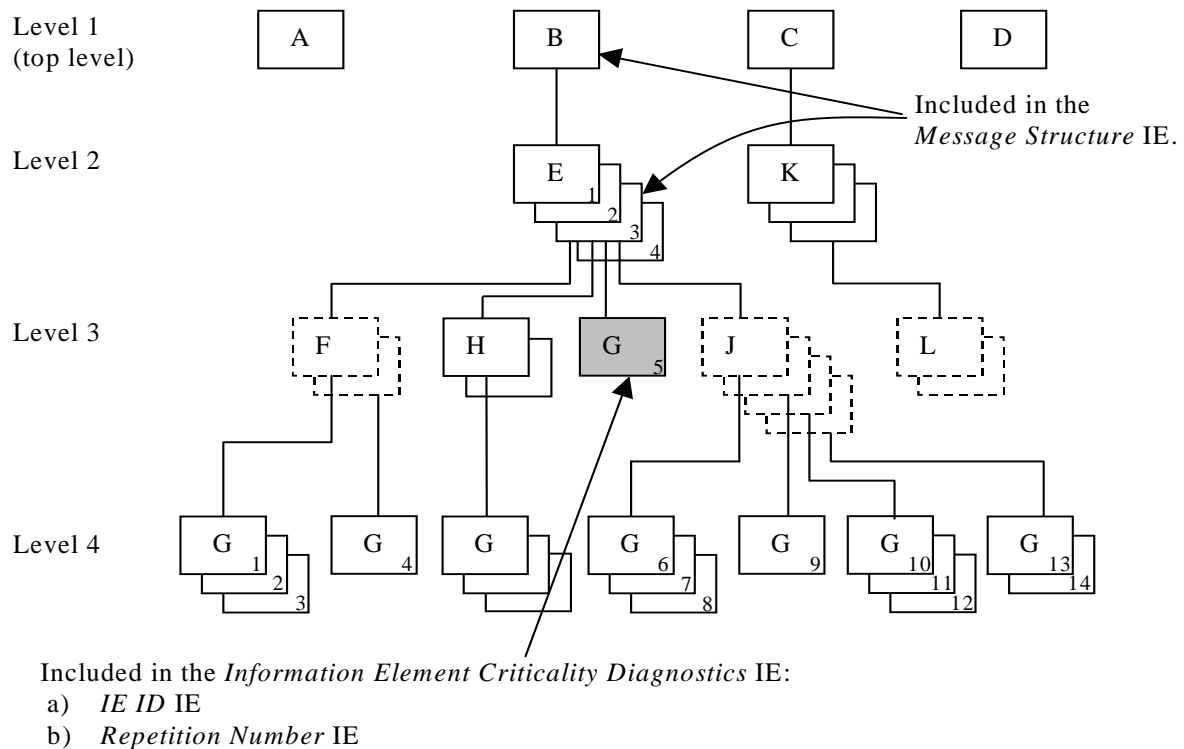 Level 1
(top level)
A
B
C
D
Included in the
Message Structure IE.
Level 2
E
1
2
3
4
K
Level 3
F
H
G
5
J
L
Level 4
G
1
2
3
G
4
G
G
6
7
8
G
9
G
10
11
12
G
13
14
Included in the Information Element Criticality Diagnostics IE:
a) IE ID IE
b) Repetition Number IE